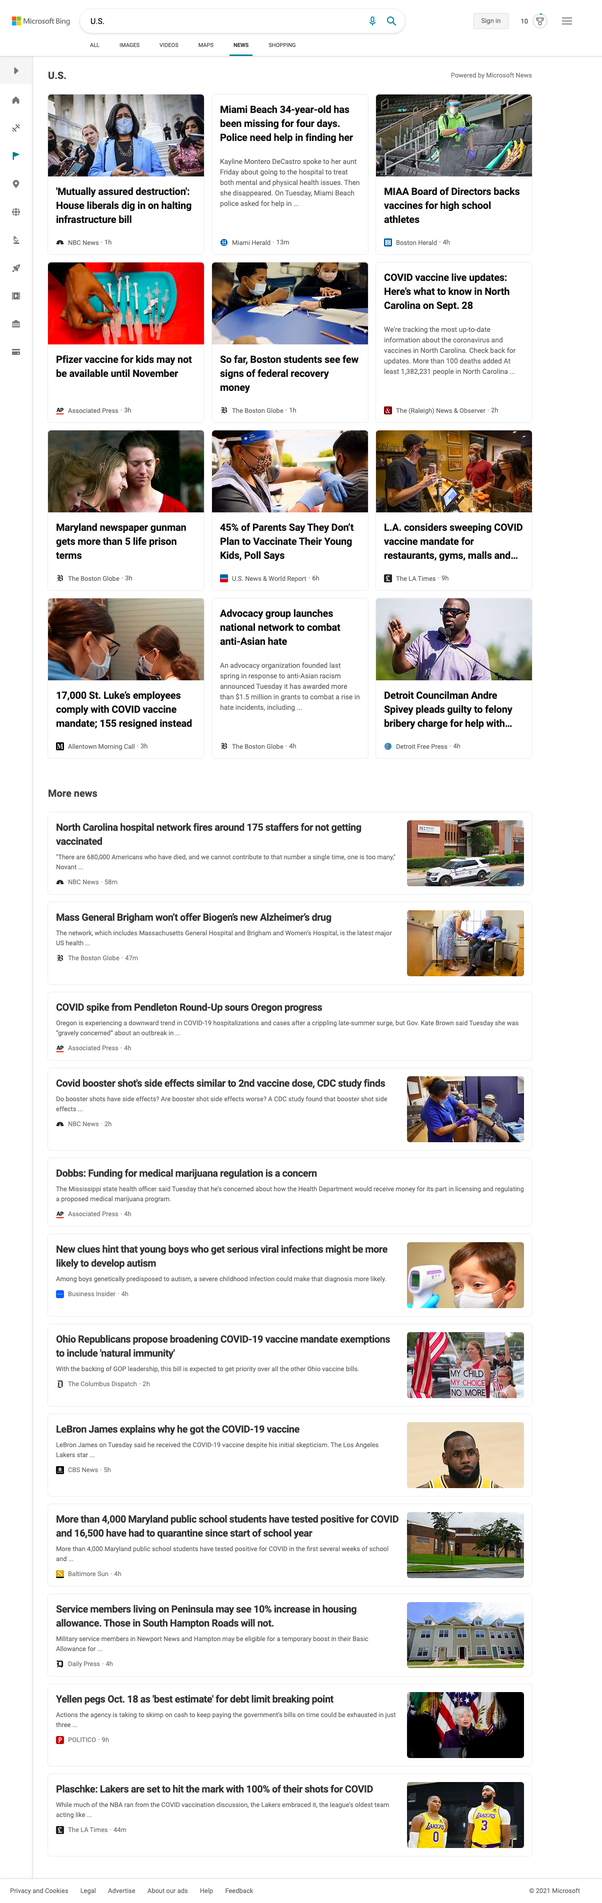 Microsoft Bing
U.S.
Sign in
10
ALL IMAGES VIDEOS MAPS NEWS SHOPPING
U.S.
Powered by Microsoft News
'Mutually assured destruction':
House liberals dig in on halting
infrastructure bill
NBC News · 1h
Miami Beach 34-year-old has
been missing for four days.
Police need help in finding her
Kayline Montero DeCastro spoke to her aunt
Friday about going to the hospital to treat
both mental and physical health issues. Then
she disappeared. On Tuesday, Miami Beach
police asked for help in ...
Miami Herald · 13m
MIAA Board of Directors backs
vaccines for high school
athletes
Boston Herald · 4h
Pfizer vaccine for kids may not
be available until November
AP Associated Press · 3h
So far, Boston students see few
signs of federal recovery
money
B The Boston Globe · 1h
COVID vaccine live updates:
Here's what to know in North
Carolina on Sept. 28
We're tracking the most up-to-date
information about the coronavirus and
vaccines in North Carolina. Check back for
updates. More than 100 deaths added At
least 1,382,231 people in North Carolina ...
The (Raleigh) News & Observer · 2h
Maryland newspaper gunman
gets more than 5 life prison
terms
B The Boston Globe · 3h
45% of Parents Say They Don't
Plan to Vaccinate Their Young
Kids, Poll Says
U.S. News & World Report · 6h
L.A. considers sweeping COVID
vaccine mandate for
restaurants, gyms, malls and...
The LA Times · 9h
17,000 St. Luke's employees
comply with COVID vaccine
mandate; 155 resigned instead
M Allentown Morning Call · 3h
Advocacy group launches
national network to combat
anti-Asian hate
An advocacy organization founded last
spring in response to anti-Asian racism
announced Tuesday it has awarded more
than $1.5 million in grants to combat a rise in
hate incidents, including ...
B The Boston Globe · 4h
Detroit Councilman Andre
Spivey pleads guilty to felony
bribery charge for help with...
Detroit Free Press · 4h
More news
North Carolina hospital network fires around 175 staffers for not getting
vaccinated
"There are 680,000 Americans who have died, and we cannot contribute to that number a single time, one is too many,"
Novant ...
NBC News · 58m
Mass General Brigham won't offer Biogen's new Alzheimer's drug
The network, which includes Massachusetts General Hospital and Brigham and Women's Hospital, is the latest major
US health ...
B The Boston Globe · 47m
COVID spike from Pendleton Round-Up sours Oregon progress
Oregon is experiencing a downward trend in COVID-19 hospitalizations and cases after a crippling late-summer surge, but Gov. Kate Brown said Tuesday she was
"gravely concerned" about an outbreak in ...
AP Associated Press · 4h
Covid booster shot's side effects similar to 2nd vaccine dose, CDC study finds
Do booster shots have side effects? Are booster shot side effects worse? A CDC study found that booster shot side
effects ...
NBC News · 2h
Dobbs: Funding for medical marijuana regulation is a concern
The Mississippi state health officer said Tuesday that he's concerned about how the Health Department would receive money for its part in licensing and regulating
a proposed medical marijuana program.
AP Associated Press · 4h
New clues hint that young boys who get serious viral infections might be more
likely to develop autism
Among boys genetically predisposed to autism, a severe childhood infection could make that diagnosis more likely.
Business Insider · 4h
Ohio Republicans propose broadening COVID-19 vaccine mandate exemptions
to include 'natural immunity'
With the backing of GOP leadership, this bill is expected to get priority over all the other Ohio vaccine bills.
The Columbus Dispatch · 2h
MY CHILD
MY CHOICE
NO MORE
LeBron James explains why he got the COVID-19 vaccine
LeBron James on Tuesday said he received the COVID-19 vaccine despite his initial skepticism. The Los Angeles
Lakers star ...
CBS News · 5h
More than 4,000 Maryland public school students have tested positive for COVID
and 16,500 have had to quarantine since start of school year
More than 4,000 Maryland public school students have tested positive for COVID in the first several weeks of school
and ...
Baltimore Sun · 4h
Service members living on Peninsula may see 10% increase in housing
allowance. Those in South Hampton Roads will not.
Military service members in Newport News and Hampton may be eligible for a temporary boost in their Basic
Allowance for ...
Daily Press · 4h
Yellen pegs Oct. 18 as 'best estimate' for debt limit breaking point
Actions the agency is taking to skimp on cash to keep paying the government's bills on time could be exhausted in just
three ...
POLITICO · 9h
Plaschke: Lakers are set to hit the mark with 100% of their shots for COVID
While much of the NBA ran from the COVID vaccination discussion, the Lakers embraced it, the league's oldest team
acting like ...
The LA Times · 44m
LAKERS
0
LAKERS
3
Privacy and Cookies Legal Advertise About our ads Help Feedback
© 2021 Microsoft